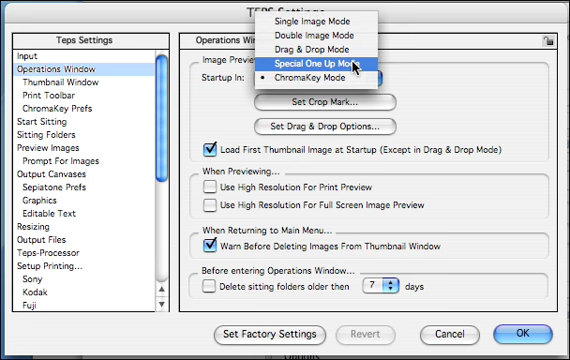 TEPS Settings
Single Image Mode
Double Image Mode
Drag & Drop Mode
Special One Up Mode
ChromaKey Mode
Teps Settings
Input
Operations Window
Thumbnail Window
Print Toolbar
ChromaKey Prefs
Start Sitting
Sitting Folders
Preview Images
Prompt For Images
Output Canvases
Sepiatone Prefs
Graphics
Editable Text
Resizing
Output Files
Teps-Processor
Setup Printing...
Sony
Kodak
Fuji
Operations Wi
Image Preview
Startup In:
Set Crop Mark...
Set Drag & Drop Options...
Load First Thumbnail Image at Startup (Except in Drag & Drop Mode)
When Previewing...
Use High Resolution For Print Preview
Use High Resolution For Full Screen Image Preview
When Returning to Main Menu...
Warn Before Deleting Images From Thumbnail Window
Before entering Operations Window...
Delete sitting folders older then 7 days
Set Factory Settings
Revert
Cancel
OK